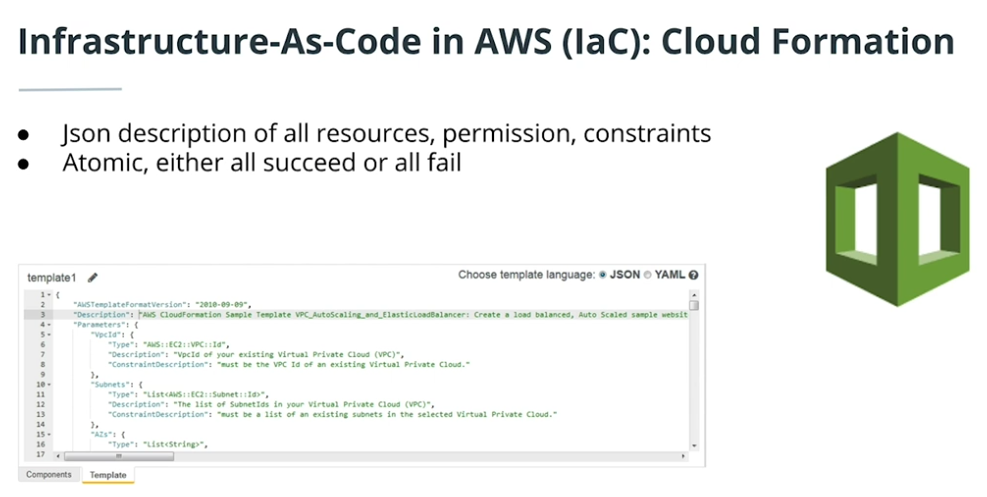 Infrastructure-As-Code in AWS (IaC): Cloud Formation
● Json description of all resources, permission, constraints
● Atomic, either all succeed or all fail
template1
Choose template language: JSON YAML ?
1 {
2 "AWSTemplateFormatVersion": "2010-09-09",
3 "Description": "AWS CloudFormation Sample Template VPC_AutoScaling_and_ElasticLoadBalancer: Create a load balanced, Auto Scaled sample websit
4 "Parameters": {
5 "VpcId": {
6 "Type": "AWS::EC2::VPC::Id",
7 "Description": "VpcId of your existing Virtual Private Cloud (VPC)",
8 "ConstraintDescription": "must be the VPC Id of an existing Virtual Private Cloud."
9 },
10 "Subnets": {
11 "Type": "List<AWS::EC2::Subnet::Id>",
12 "Description": "The list of SubnetIds in your Virtual Private Cloud (VPC)",
13 "ConstraintDescription": "must be a list of an existing subnets in the selected Virtual Private Cloud."
14 },
15 "AZs": {
16 "Type": "List<String>",
17
Components Template